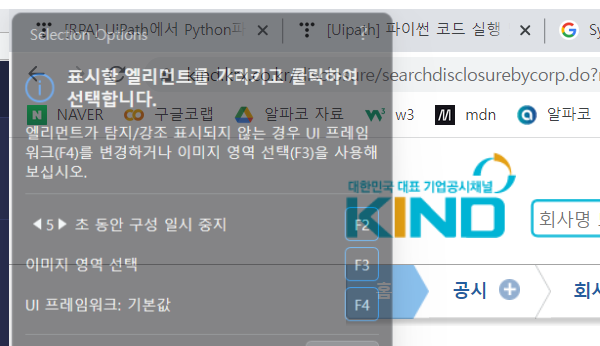 [RPA] UiPath에서 Python파
[Uipath] 파이썬 코드 실행
Sy
Selection Options
표시할 엘리먼트를 가리키고 클릭하여
선택합니다.
/searchdisclosurebycorp.do?
NAVER
구글코랩
알파코 자료
w3
mdn
알파코
엘리먼트가 탐지/강조 표시되지 않는 경우 UI 프레임
워크(F4)를 변경하거나 이미지 영역 선택(F3)을 사용해
보십시오.
대한민국 대표 기업공시채널
KIND
회사명
◀ 5 ▶ 초 동안 구성 일시 중지
F2
이미지 영역 선택
F3
홈
공시
회사
UI 프레임워크: 기본값
F4